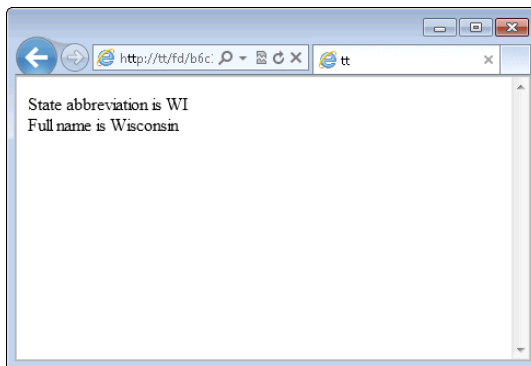 http://tt/fd/b6c
tt
State abbreviation is WI
Full name is Wisconsin